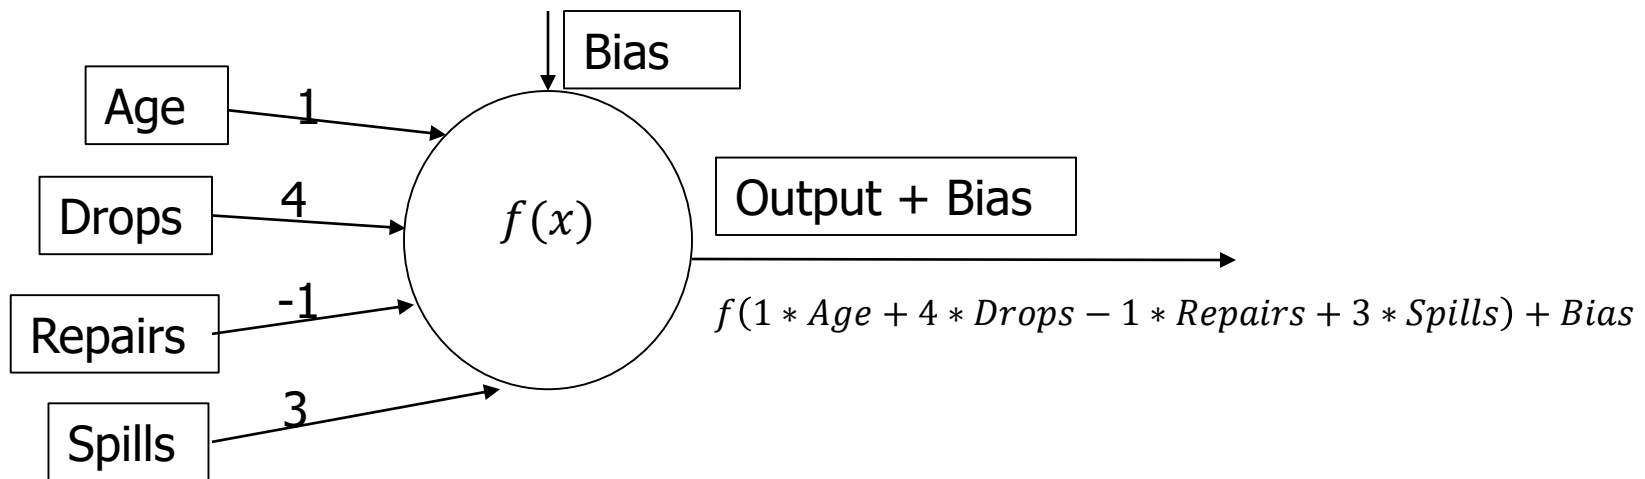 Bias
Age
1
Drops
4
f(x)
Output + Bias
Repairs
-1
f(1 ∗ Age + 4 ∗ Drops − 1 ∗ Repairs + 3 ∗ Spills) + Bias
Spills
3